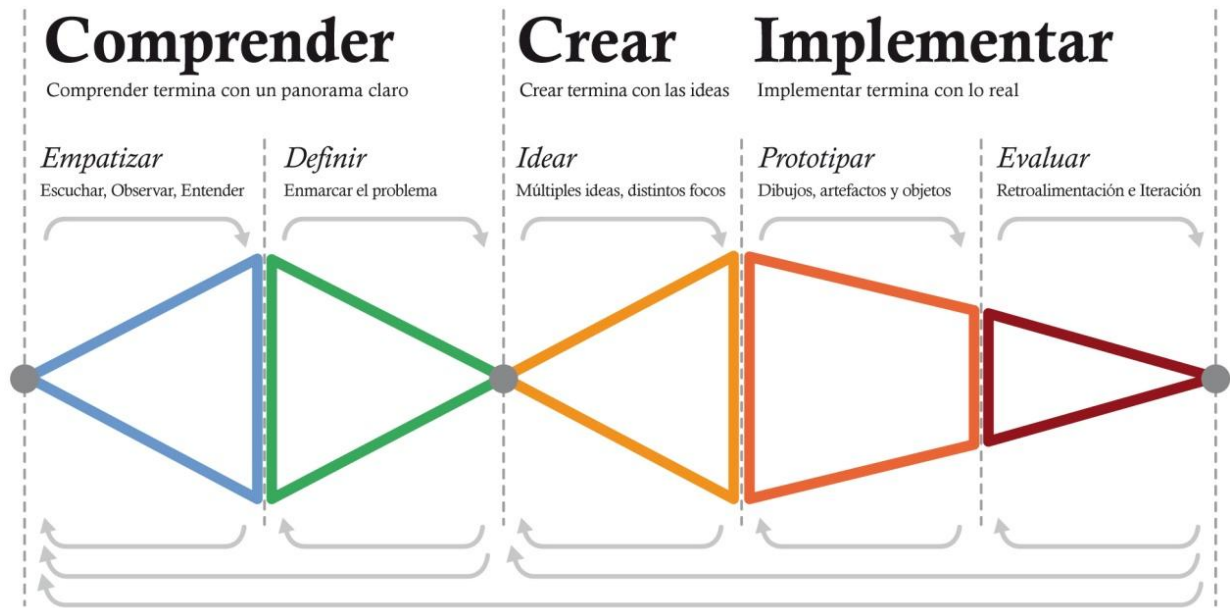 Comprender
Crear
Implementar
Comprender termina con un panorama claro
Crear termina con las ideas
Implementar termina con lo real
Empatizar
Escuchar, Observar, Entender
Definir
Enmarcar el problema
Idear
Múltiples ideas, distintos focos
Prototipar
Dibujos, artefactos y objetos
Evaluar
Retroalimentación e Iteración